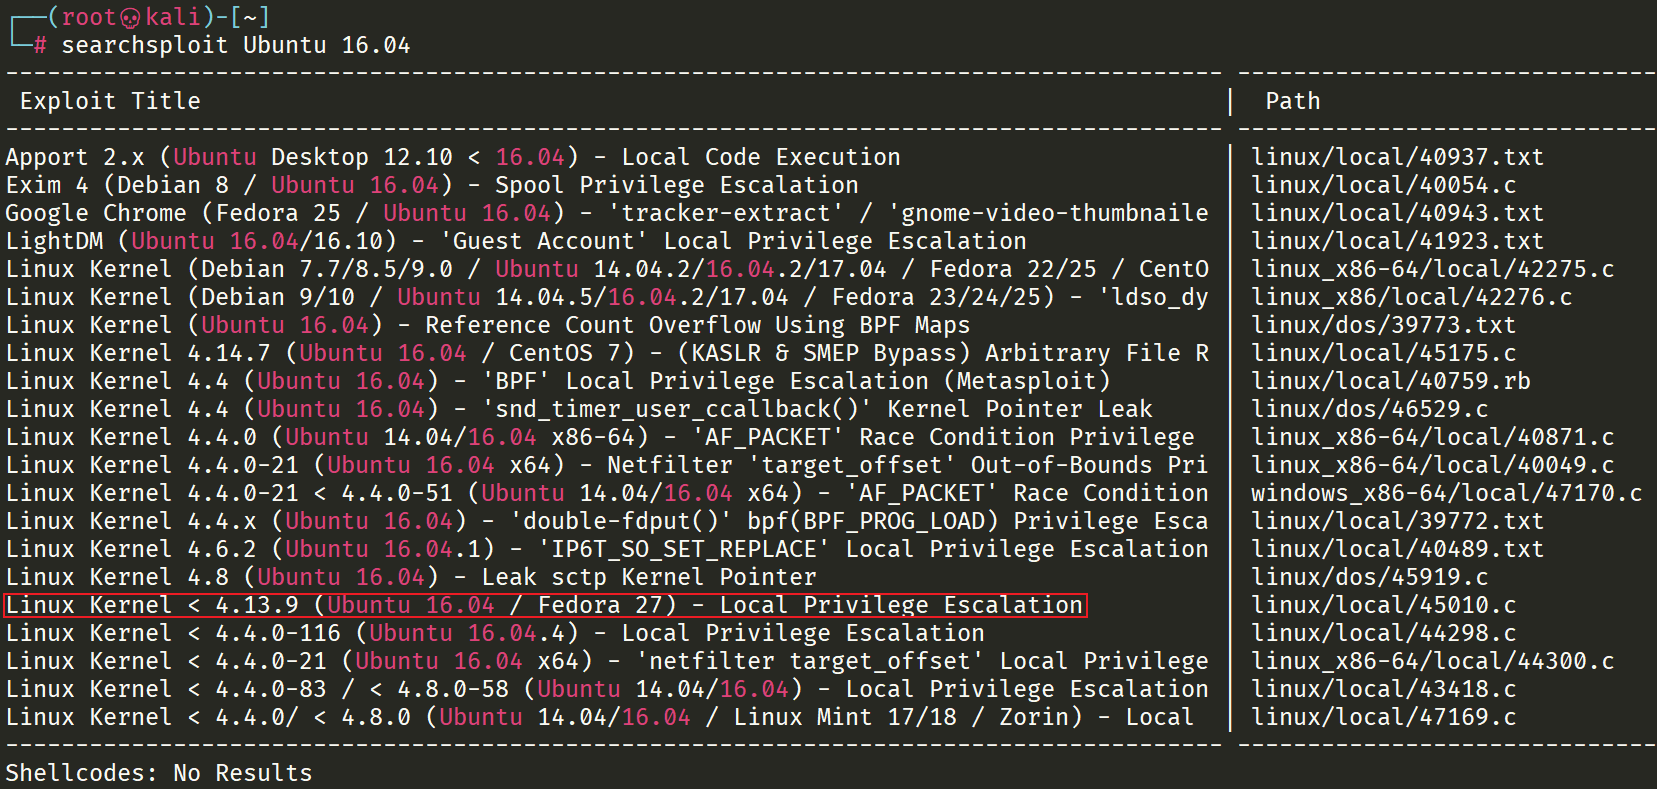 ┌──(root💀kali)-[~]
└─# searchsploit Ubuntu 16.04
--------------------------------------------------------------------------------------- ------------------------------
 Exploit Title | Path
--------------------------------------------------------------------------------------- ------------------------------
Apport 2.x (Ubuntu Desktop 12.10 < 16.04) - Local Code Execution | linux/local/40937.txt
Exim 4 (Debian 8 / Ubuntu 16.04) - Spool Privilege Escalation | linux/local/40054.c
Google Chrome (Fedora 25 / Ubuntu 16.04) - 'tracker-extract' / 'gnome-video-thumbnaile | linux/local/40943.txt
LightDM (Ubuntu 16.04/16.10) - 'Guest Account' Local Privilege Escalation | linux/local/41923.txt
Linux Kernel (Debian 7.7/8.5/9.0 / Ubuntu 14.04.2/16.04.2/17.04 / Fedora 22/25 / CentO | linux_x86-64/local/42275.c
Linux Kernel (Debian 9/10 / Ubuntu 14.04.5/16.04.2/17.04 / Fedora 23/24/25) - 'ldso_dy | linux_x86/local/42276.c
Linux Kernel (Ubuntu 16.04) - Reference Count Overflow Using BPF Maps | linux/dos/39773.txt
Linux Kernel 4.14.7 (Ubuntu 16.04 / CentOS 7) - (KASLR & SMEP Bypass) Arbitrary File R | linux/local/45175.c
Linux Kernel 4.4 (Ubuntu 16.04) - 'BPF' Local Privilege Escalation (Metasploit) | linux/local/40759.rb
Linux Kernel 4.4 (Ubuntu 16.04) - 'snd_timer_user_ccallback()' Kernel Pointer Leak | linux/dos/46529.c
Linux Kernel 4.4.0 (Ubuntu 14.04/16.04 x86-64) - 'AF_PACKET' Race Condition Privilege | linux_x86-64/local/40871.c
Linux Kernel 4.4.0-21 (Ubuntu 16.04 x64) - Netfilter 'target_offset' Out-of-Bounds Pri | linux_x86-64/local/40049.c
Linux Kernel 4.4.0-21 < 4.4.0-51 (Ubuntu 14.04/16.04 x64) - 'AF_PACKET' Race Condition | windows_x86-64/local/47170.c
Linux Kernel 4.4.x (Ubuntu 16.04) - 'double-fdput()' bpf(BPF_PROG_LOAD) Privilege Esca | linux/local/39772.txt
Linux Kernel 4.6.2 (Ubuntu 16.04.1) - 'IP6T_SO_SET_REPLACE' Local Privilege Escalation | linux/local/40489.txt
Linux Kernel 4.8 (Ubuntu 16.04) - Leak sctp Kernel Pointer | linux/dos/45919.c
Linux Kernel < 4.13.9 (Ubuntu 16.04 / Fedora 27) - Local Privilege Escalation | linux/local/45010.c
Linux Kernel < 4.4.0-116 (Ubuntu 16.04.4) - Local Privilege Escalation | linux/local/44298.c
Linux Kernel < 4.4.0-21 (Ubuntu 16.04 x64) - 'netfilter target_offset' Local Privilege | linux_x86-64/local/44300.c
Linux Kernel < 4.4.0-83 / < 4.8.0-58 (Ubuntu 14.04/16.04) - Local Privilege Escalation | linux/local/43418.c
Linux Kernel < 4.4.0/ < 4.8.0 (Ubuntu 14.04/16.04 / Linux Mint 17/18 / Zorin) - Local | linux/local/47169.c
--------------------------------------------------------------------------------------- ------------------------------
Shellcodes: No Results